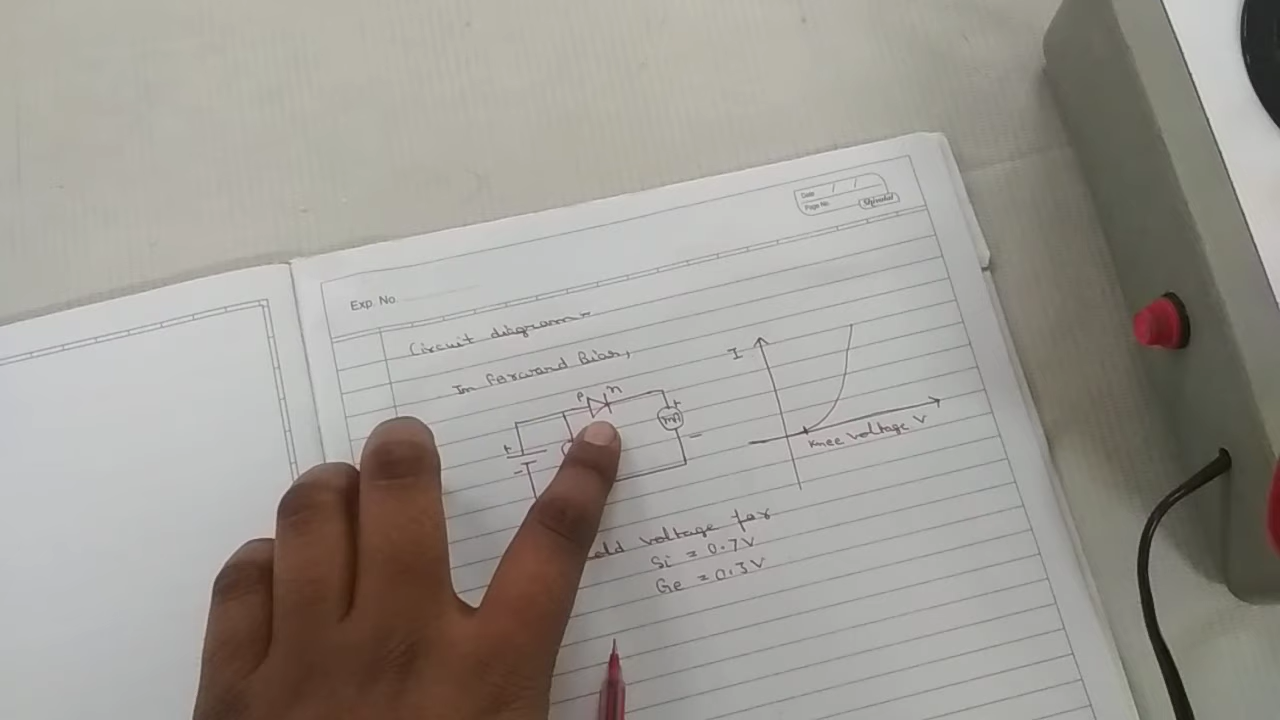 Date / /
Page No.
Exp. No
Circuit diagram:-
In forward Bias,
P n
+
-
+
mA
-
I
Knee voltage V
voltage for
Si = 0.7V
Ge = 0.3V